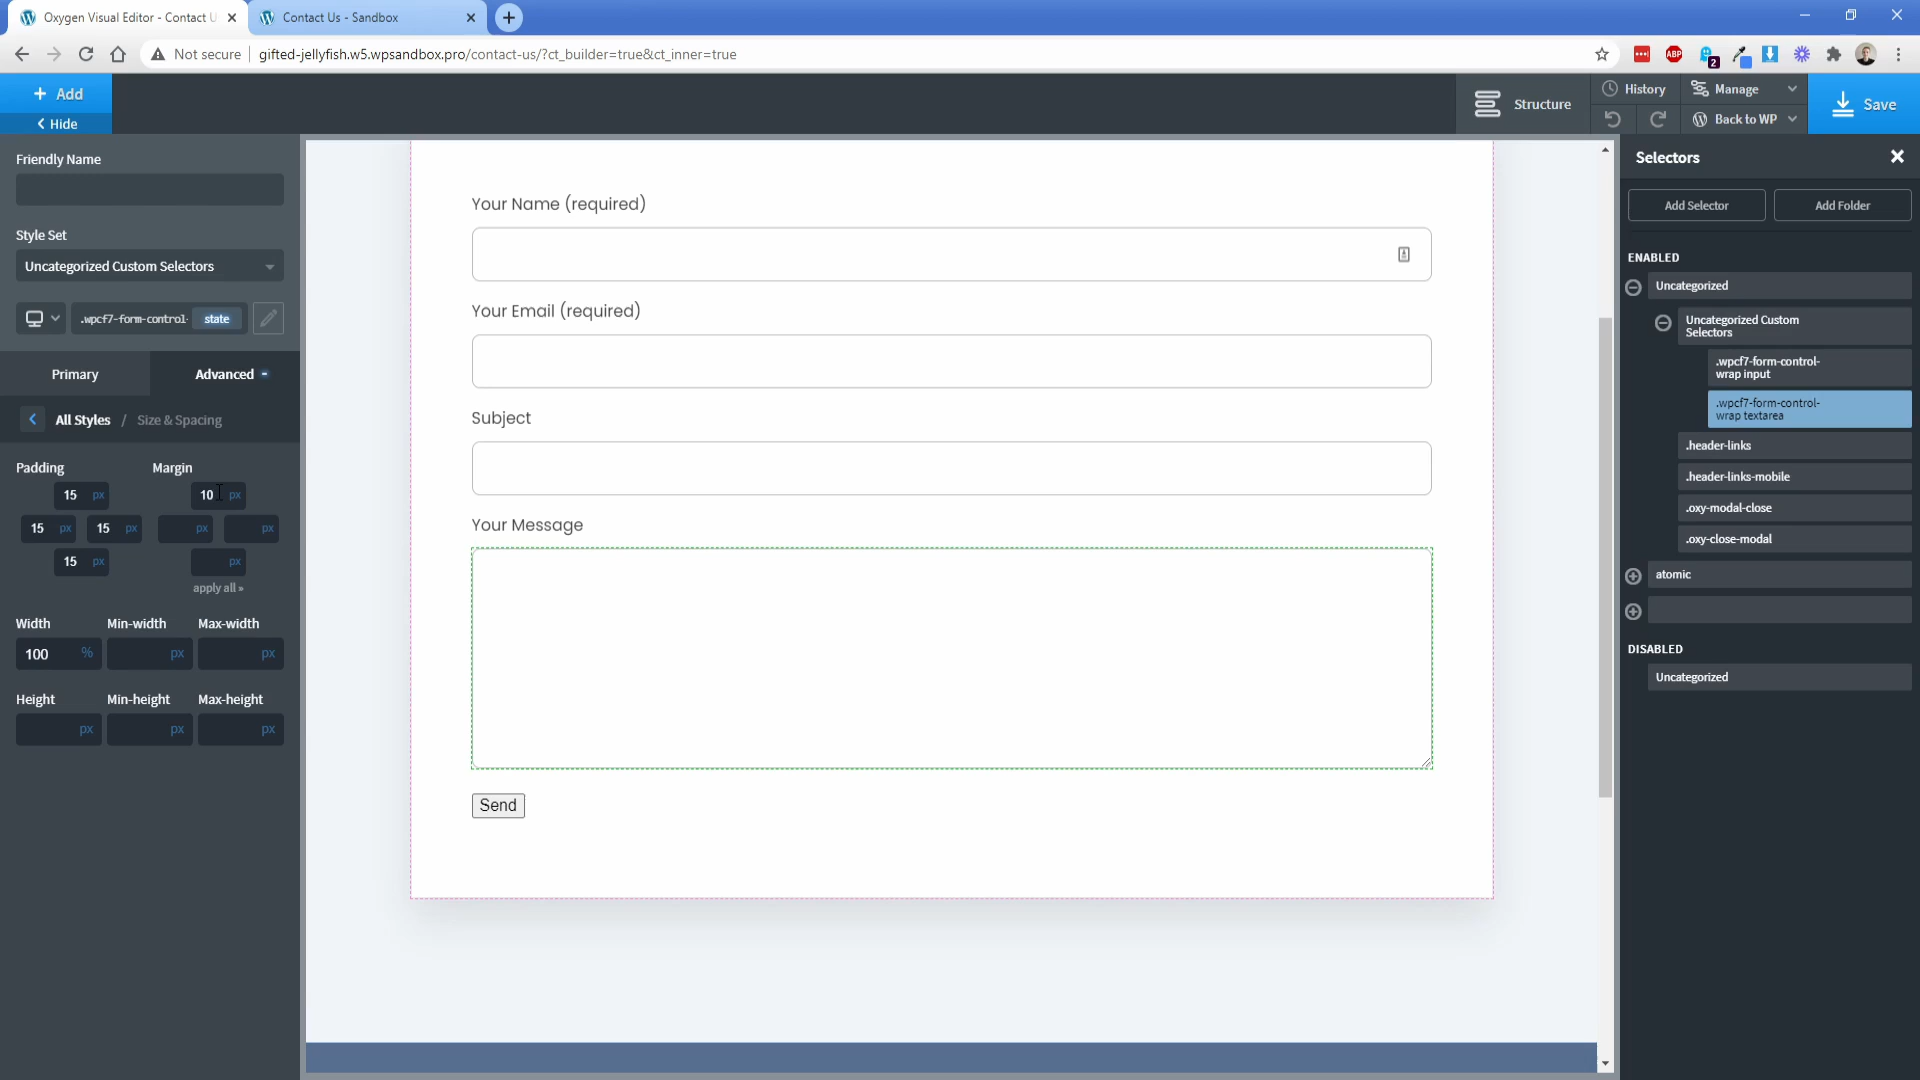 Oxygen Visual Editor - Contact U
Contact Us - Sandbox
Not secure
gifted-jellyfish.w5.wpsandbox.pro/contact-us/?ct_builder=true&ct_inner=true
ABP
2
+ Add
Hide
Structure
History
Manage
Back to WP
Save
Friendly Name
Style Set
Uncategorized Custom Selectors
.wpcf7-form-control-
state
Primary
Advanced
All Styles / Size & Spacing
Padding
Margin
15 px
10 px
15 px
15 px
px
px
15 px
px
apply all »
Width
Min-width
Max-width
100 %
px
px
Height
Min-height
Max-height
px
px
px
Your Name (required)
Your Email (required)
Subject
Your Message
Send
Selectors
Add Selector
Add Folder
ENABLED
Uncategorized
Uncategorized Custom
Selectors
.wpcf7-form-control-
wrap input
.wpcf7-form-control-
wrap textarea
.header-links
.header-links-mobile
.oxy-modal-close
.oxy-close-modal
atomic
DISABLED
Uncategorized